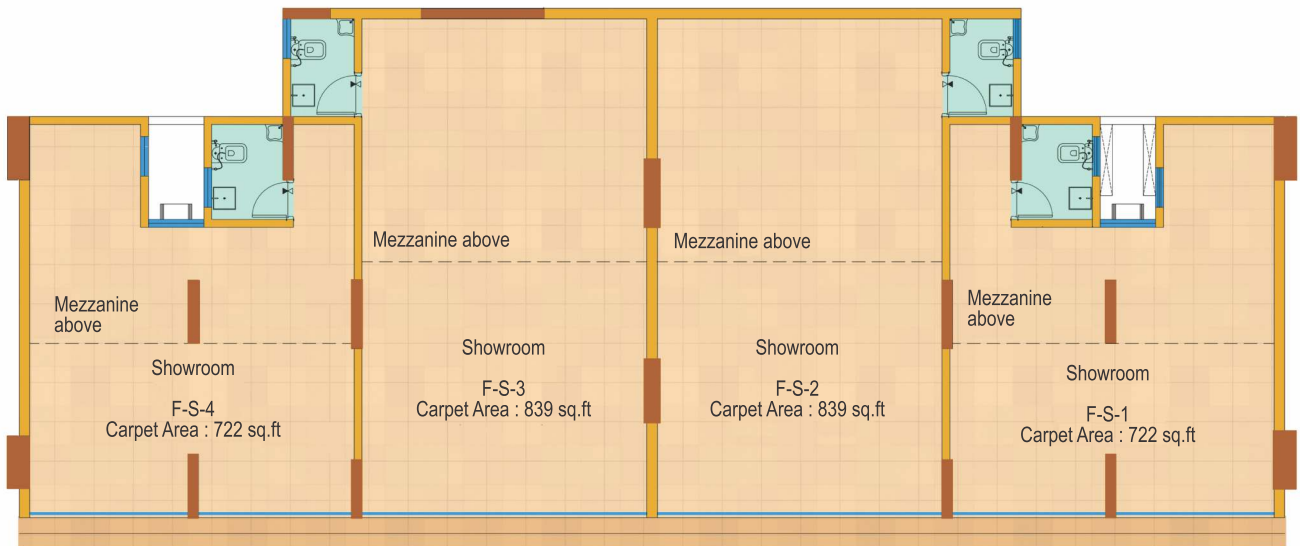 Mezzanine above
Mezzanine above
Mezzanine
above
Mezzanine
above
Showroom
F-S-4
Carpet Area : 722 sq.ft
Showroom
F-S-3
Carpet Area : 839 sq.ft
Showroom
F-S-2
Carpet Area : 839 sq.ft
Showroom
F-S-1
Carpet Area : 722 sq.ft